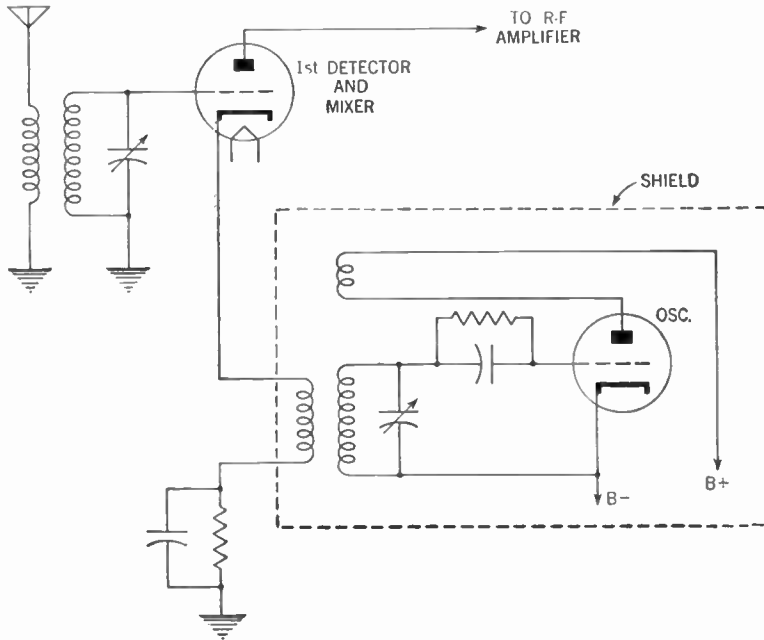 TO R-F
AMPLIFIER
1st DETECTOR
AND
MIXER
SHIELD
OSC.
B-
B+